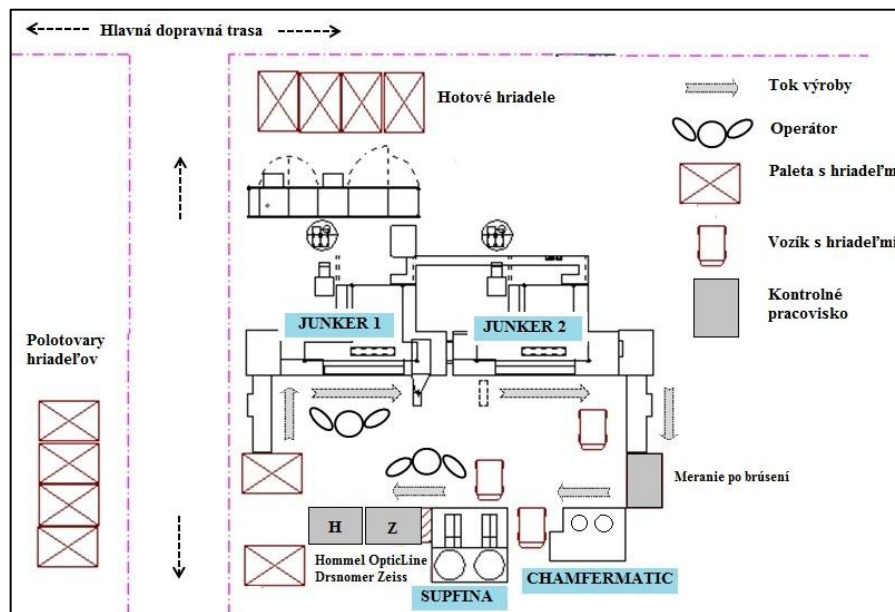 Hlavná dopravná trasa
Hotové hriadele
Tok výroby
Operátor
Paleta s hriadeľmi
Vozík s hriadeľmi
Kontrolné
pracovisko
JUNKER 1
JUNKER 2
Polotovary
hriadeľov
Meranie po brúsení
H
Z
Hommel OpticLine
Drsnomer Zeiss
SUPFINA
CHAMFERMATIC